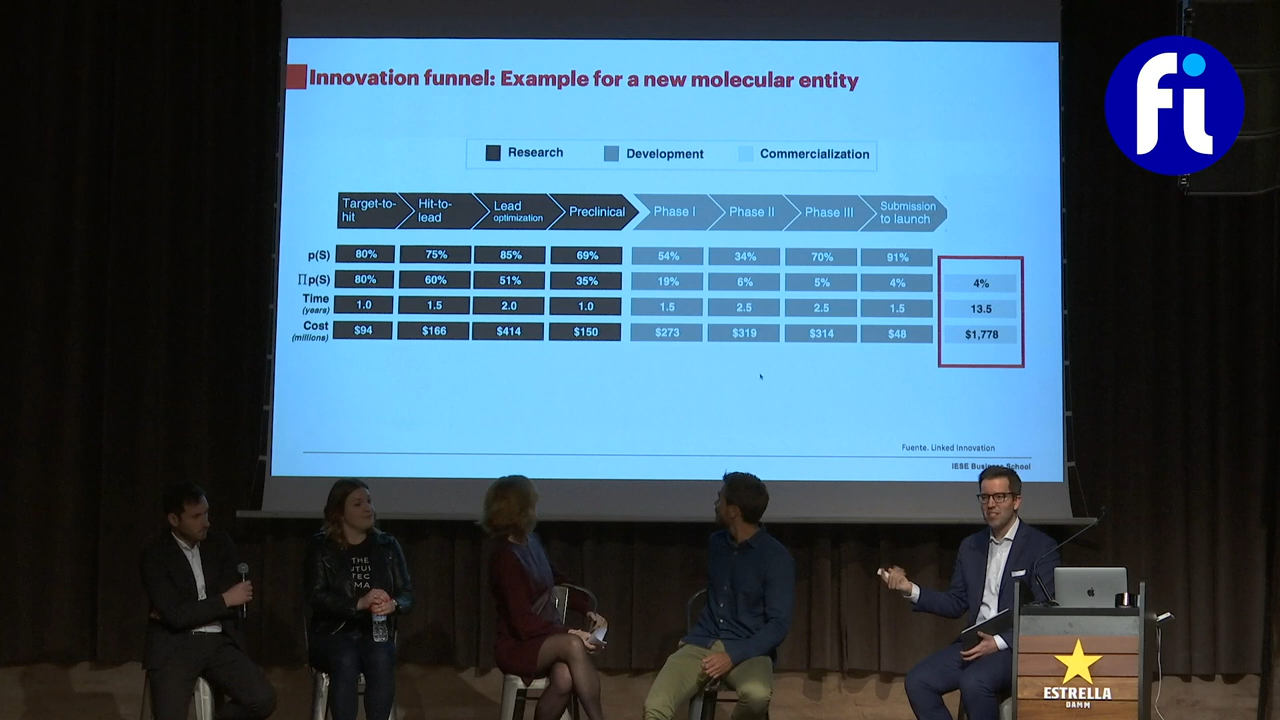 fi
Innovation funnel: Example for a new molecular entity
Research Development Commercialization
Target-to-hit Hit-to-lead Lead optimization Preclinical Phase I Phase II Phase III Submission to launch
p(S) 80% 75% 85% 69% 54% 34% 70% 91%
∏p(S) 80% 60% 51% 35% 19% 6% 5% 4% 4%
Time (years) 1.0 1.5 2.0 1.0 1.5 2.5 2.5 1.5 13.5
Cost (millions) $94 $166 $414 $150 $273 $319 $314 $48 $1,778
Fuente. Linked Innovation
IESE Business School
THE
TEC
MA
ESTRELLA
DAMM